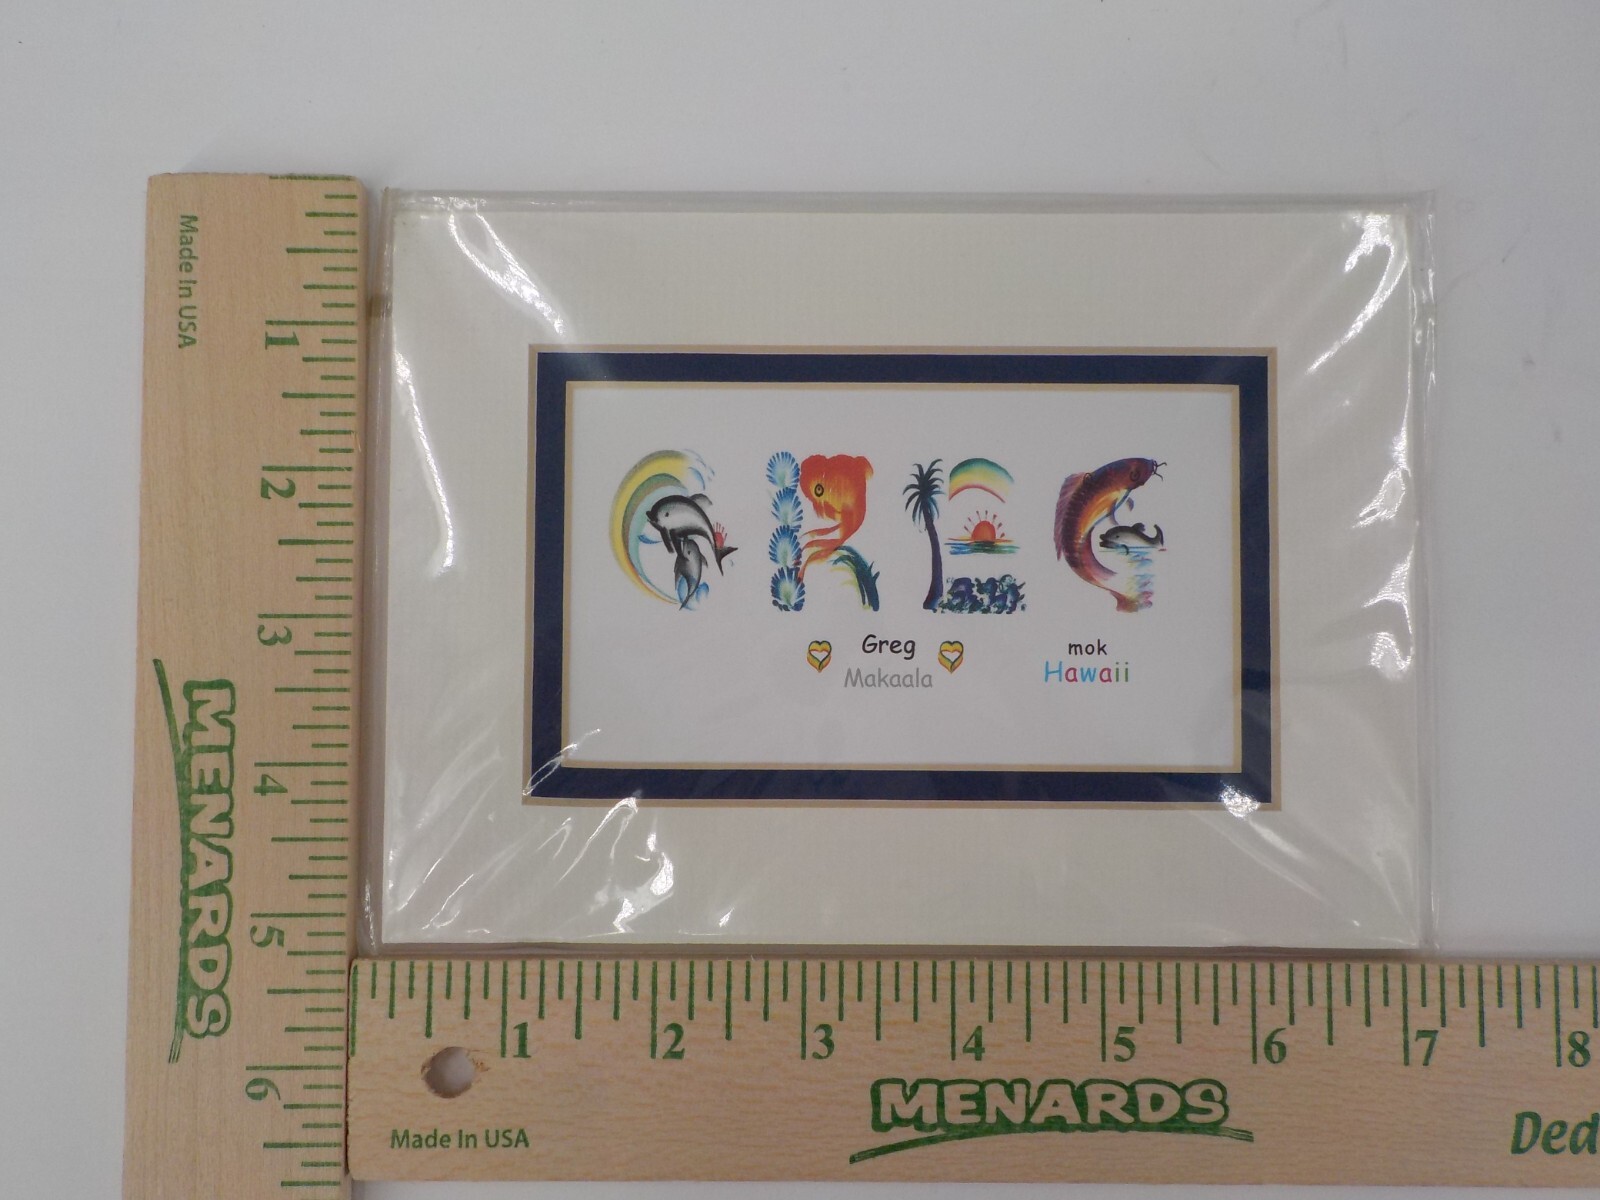 GREG
Greg
Makaala
mok
Hawaii
Made In USA
1
2
3
4
5
6
MENARDS
1 2 3 4 5 6 7 8
MENARDS
Made In USA
Ded